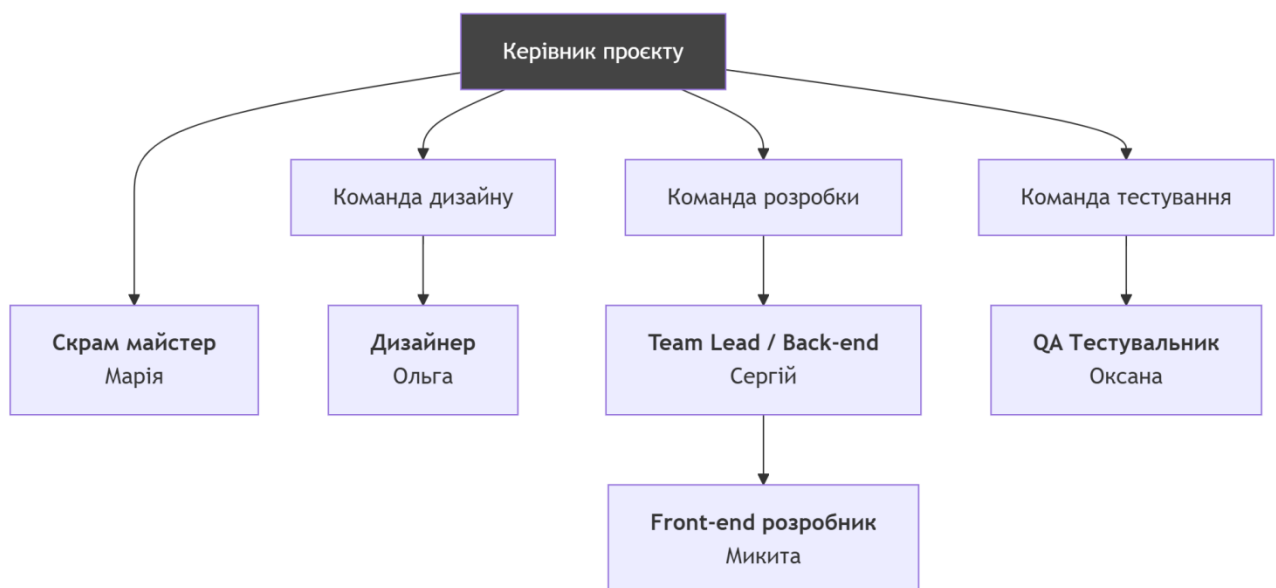 Керівник проєкту
Команда дизайну
Команда розробки
Команда тестування
Скрам майстер
Марія
Дизайнер
Ольга
Team Lead / Back-end
Сергій
QA Тестувальник
Оксана
Front-end розробник
Микита